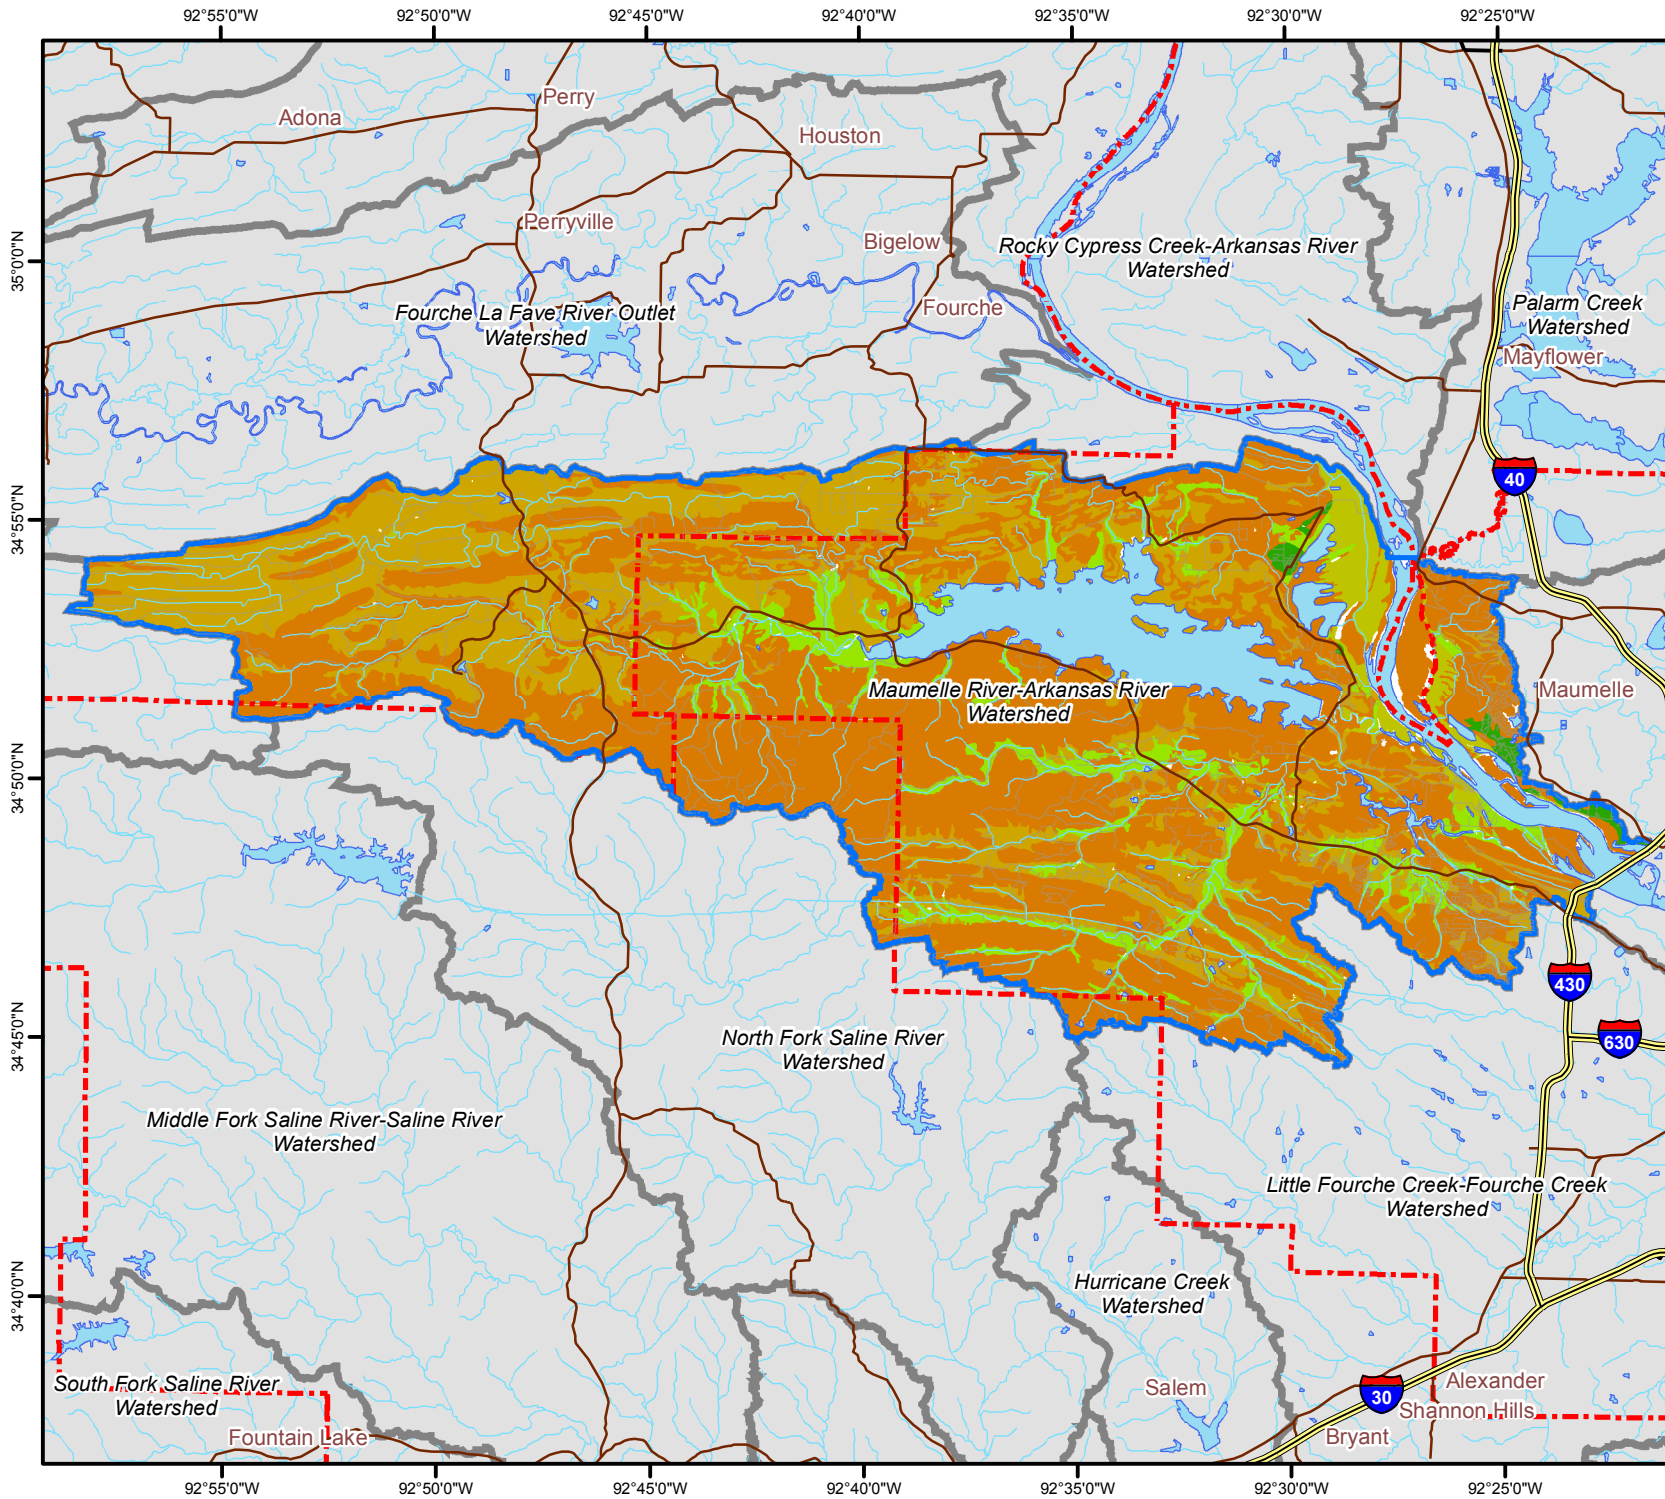 92°55'0"W
92°50'0"W
92°45'0"W
92°40'0"W
92°35'0"W
92°30'0"W
92°25'0"W
Perry
Adona
Houston
Perryville
Bigelow
Rocky Cypress Creek-Arkansas River
Watershed
35°0'0"N
Fourche La Fave River Outlet
Watershed
Fourche
Palarm Creek
Watershed
Mayflower
40
34°55'0"N
Maumelle River-Arkansas River
Watershed
Maumelle
34°50'0"N
430
North Fork Saline River
Watershed
34°45'0"N
630
Middle Fork Saline River-Saline River
Watershed
Little Fourche Creek-Fourche Creek
Watershed
34°40'0"N
Hurricane Creek
Watershed
South Fork Saline River
Watershed
Salem
30
Alexander
Shannon Hills
Fountain Lake
Bryant
92°55'0"W
92°50'0"W
92°45'0"W
92°40'0"W
92°35'0"W
92°30'0"W
92°25'0"W